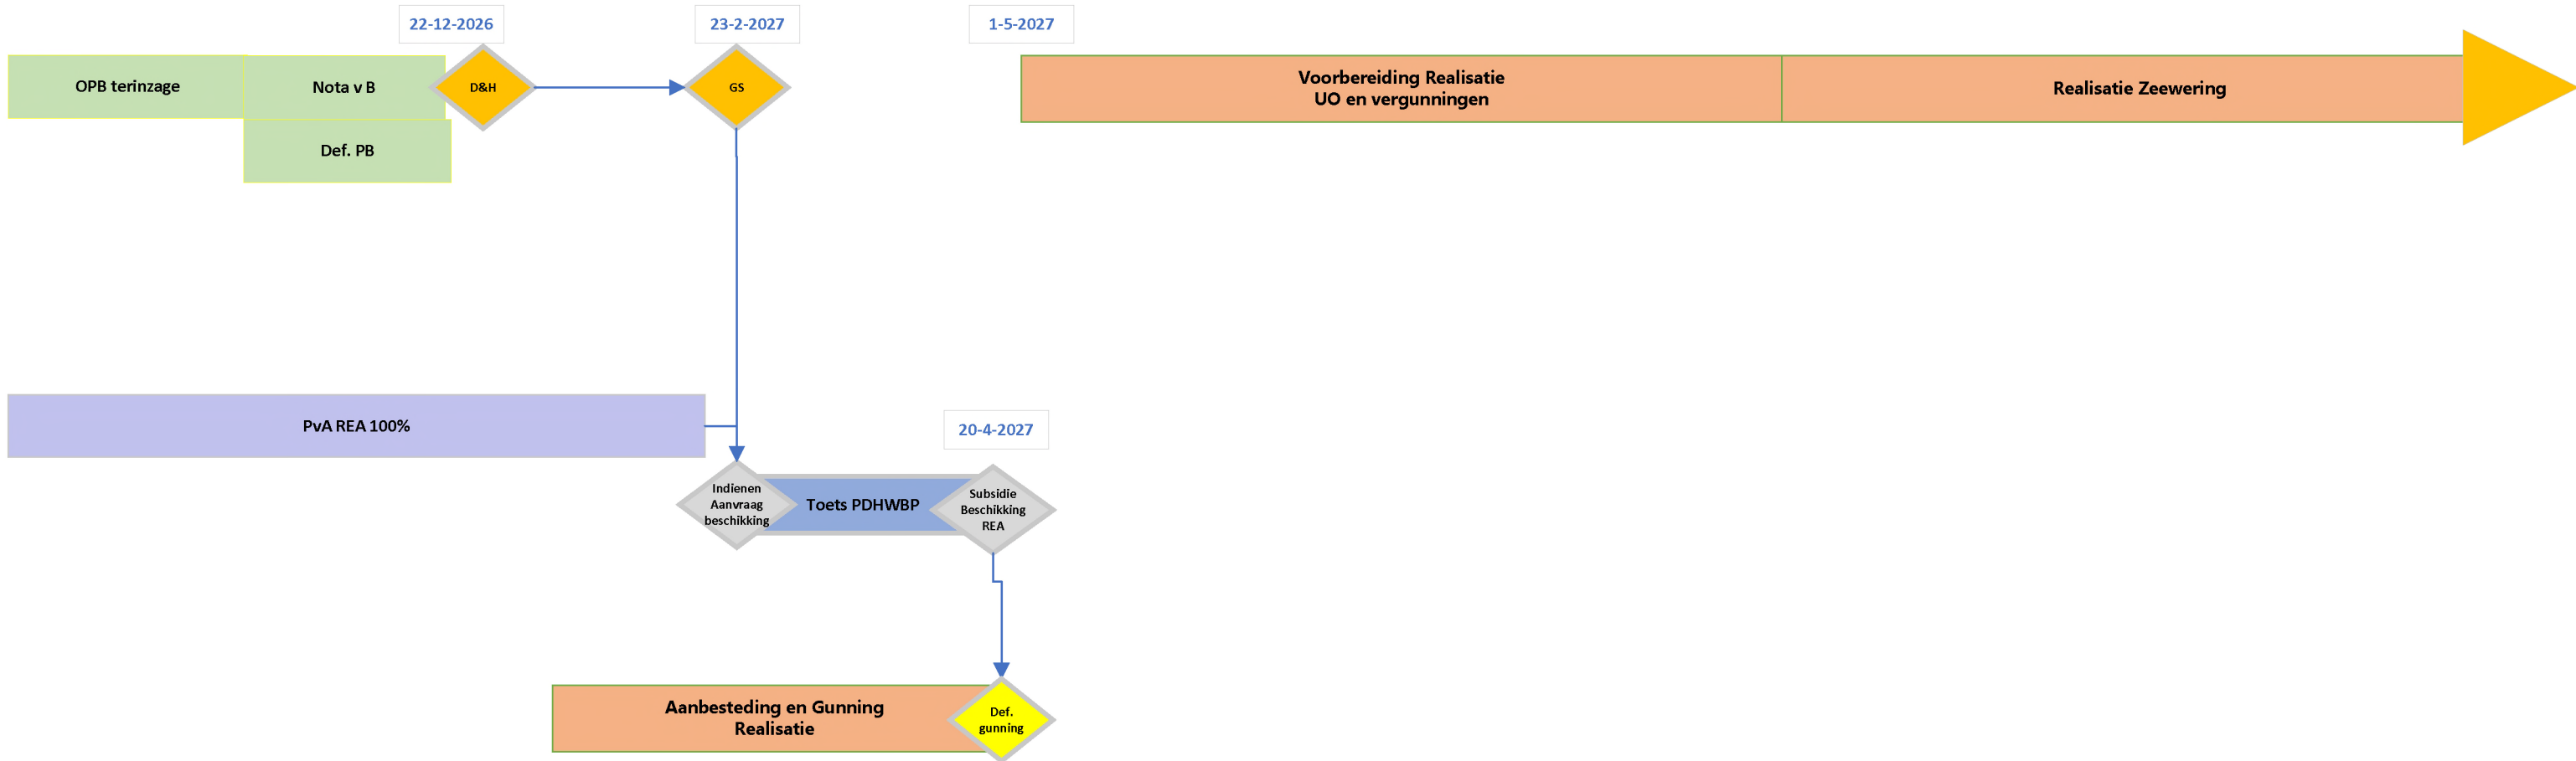 22-12-2026
23-2-2027
1-5-2027
OPB terinzage
Nota v B
D&H
GS
Voorbereiding Realisatie
UO en vergunningen
Realisatie Zeewering
Def. PB
PvA REA 100%
20-4-2027
Indienen
Aanvraag
beschikking
Toets PDHWBP
Subsidie
Beschikking
REA
Aanbesteding en Gunning
Realisatie
Def.
gunning